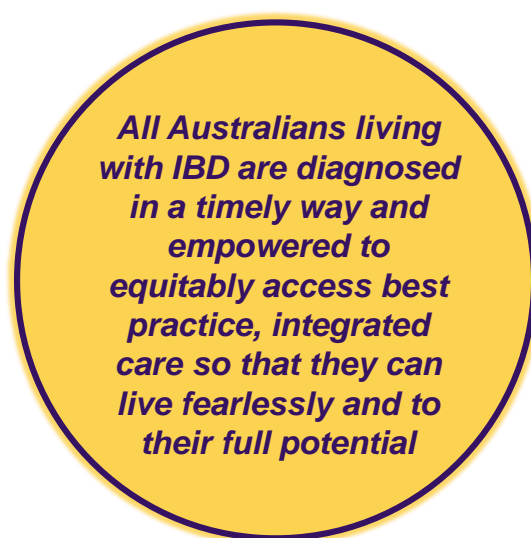 All Australians living
with IBD are diagnosed
in a timely way and
empowered to
equitably access best
practice, integrated
care so that they can
live fearlessly and to
their full potential